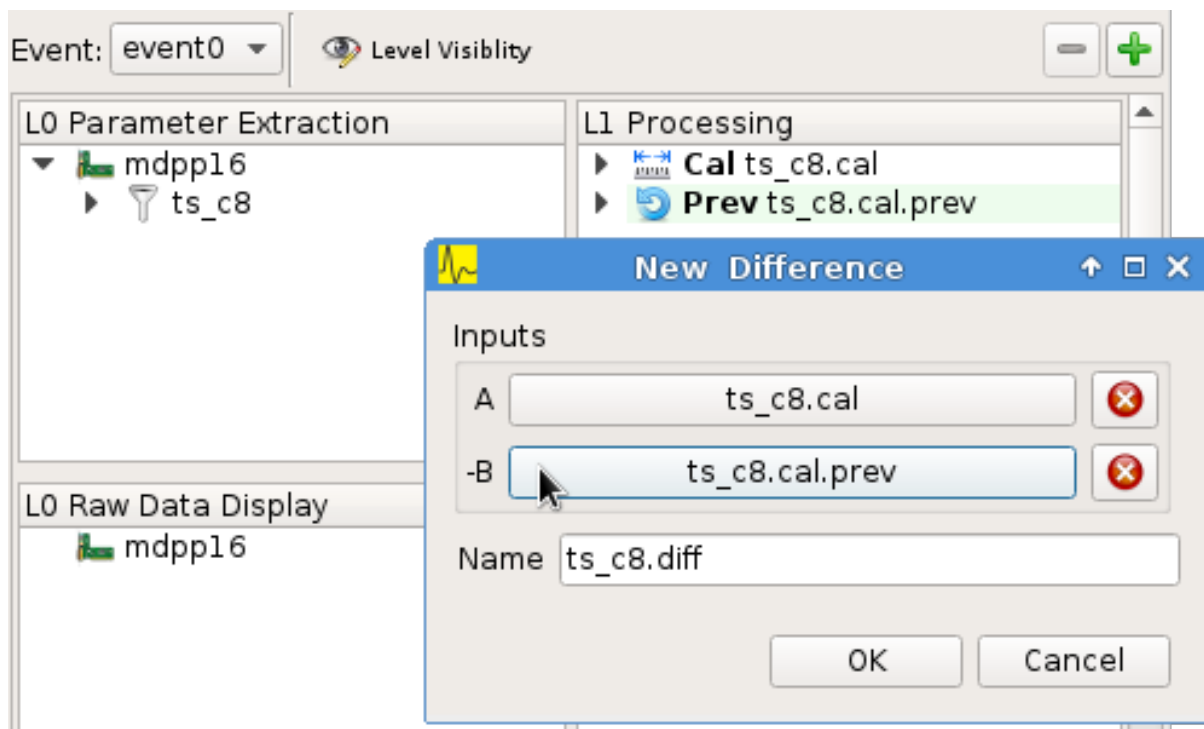 Event: event0 Level Visiblity
L0 Parameter Extraction
mdpp16
ts_c8
L1 Processing
Cal ts_c8.cal
Prev ts_c8.cal.prev
New Difference
Inputs
A ts_c8.cal
-B ts_c8.cal.prev
Name ts_c8.diff
OK Cancel
L0 Raw Data Display
mdpp16